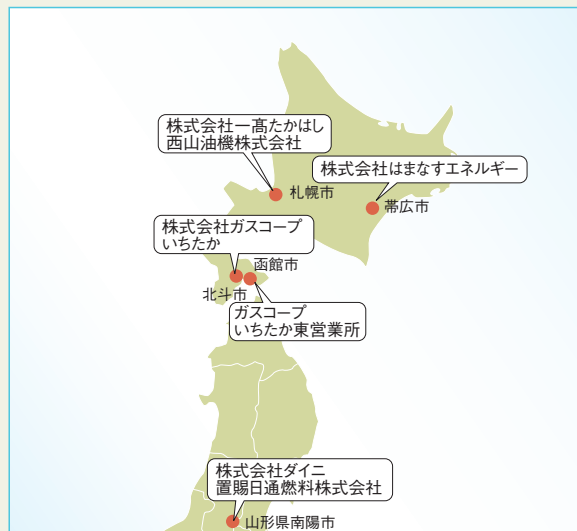 株式会社一髙たかはし
西山油機株式会社
株式会社はまなすエネルギー
札幌市
帯広市
株式会社ガスコープ
いちたか
函館市
北斗市
ガスコープ
いちたか東営業所
株式会社ダイニ
置賜日通燃料株式会社
山形県南陽市